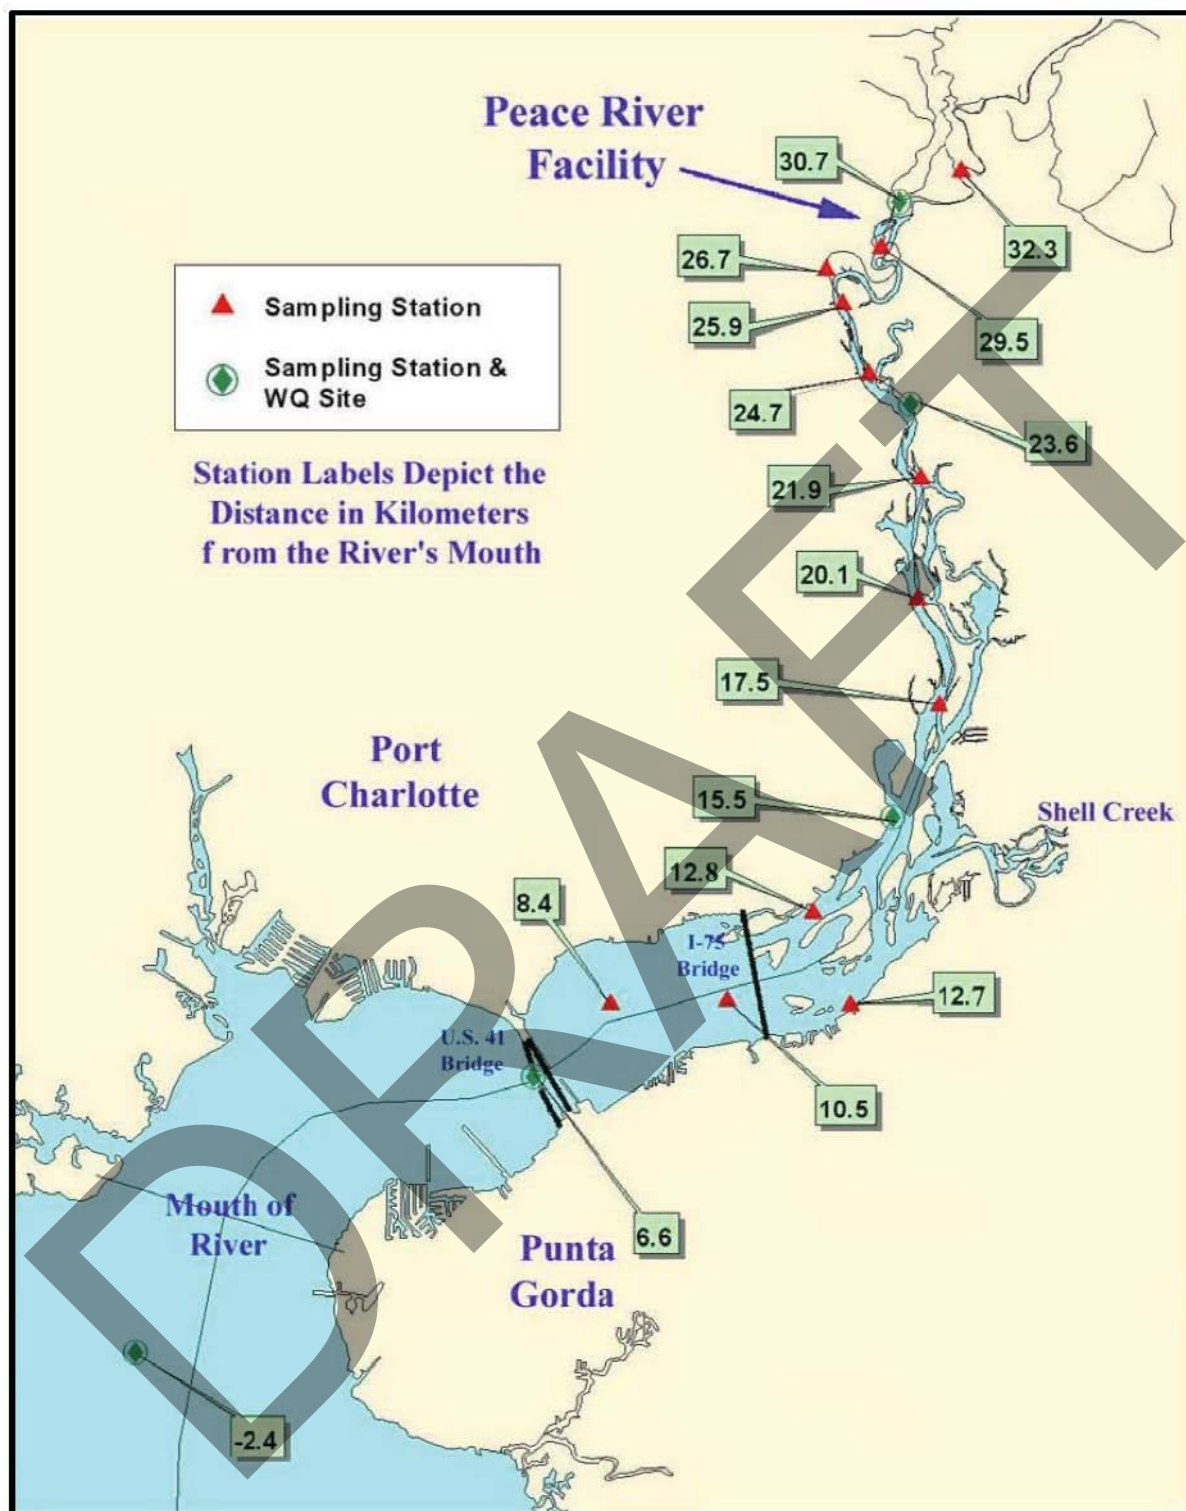 Peace River
Facility
30.7
32.3
26.7
25.9
29.5
Sampling Station
Sampling Station &
WQ Site
24.7
23.6
Station Labels Depict the
Distance in Kilometers
f rom the River's Mouth
21.9
20.1
17.5
Port
Charlotte
15.5
Shell Creek
12.8
8.4
I-75
Bridge
12.7
U.S. 41
Bridge
10.5
Mouth of
River
6.6
Punta
Gorda
-2.4
DRAFT